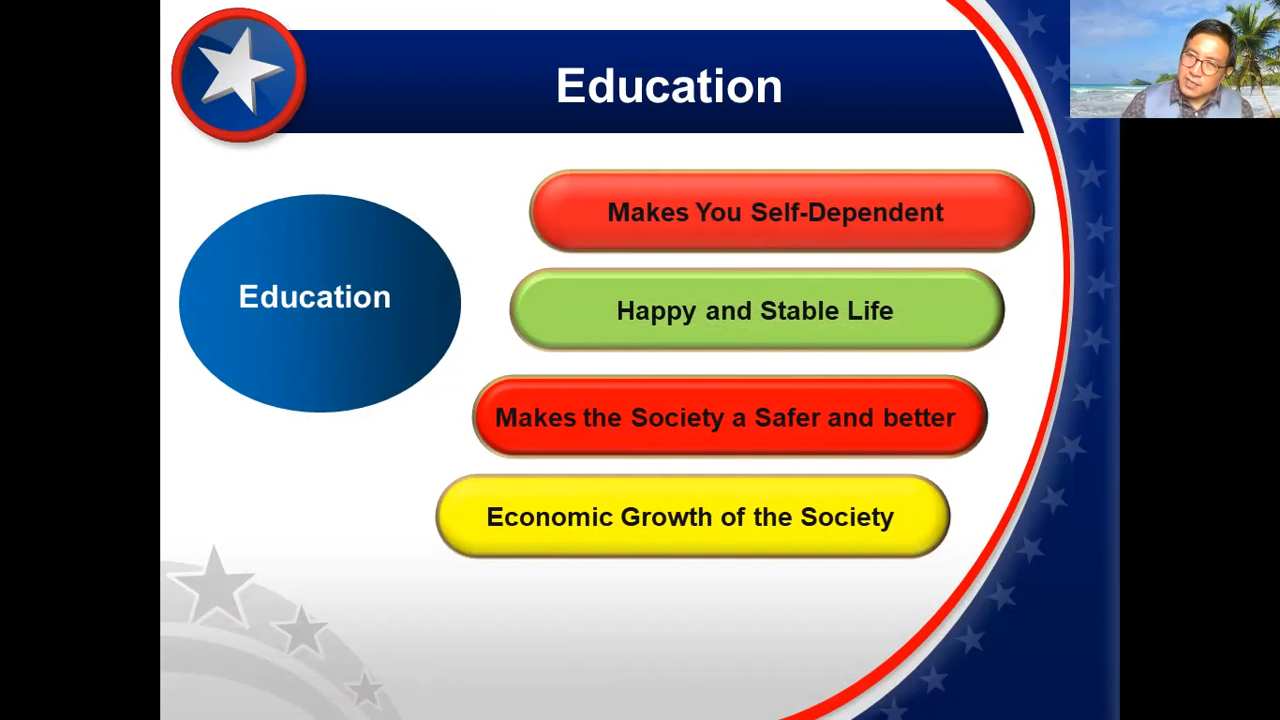 Education
Education
Makes You Self-Dependent
Happy and Stable Life
Makes the Society a Safer and better
Economic Growth of the Society